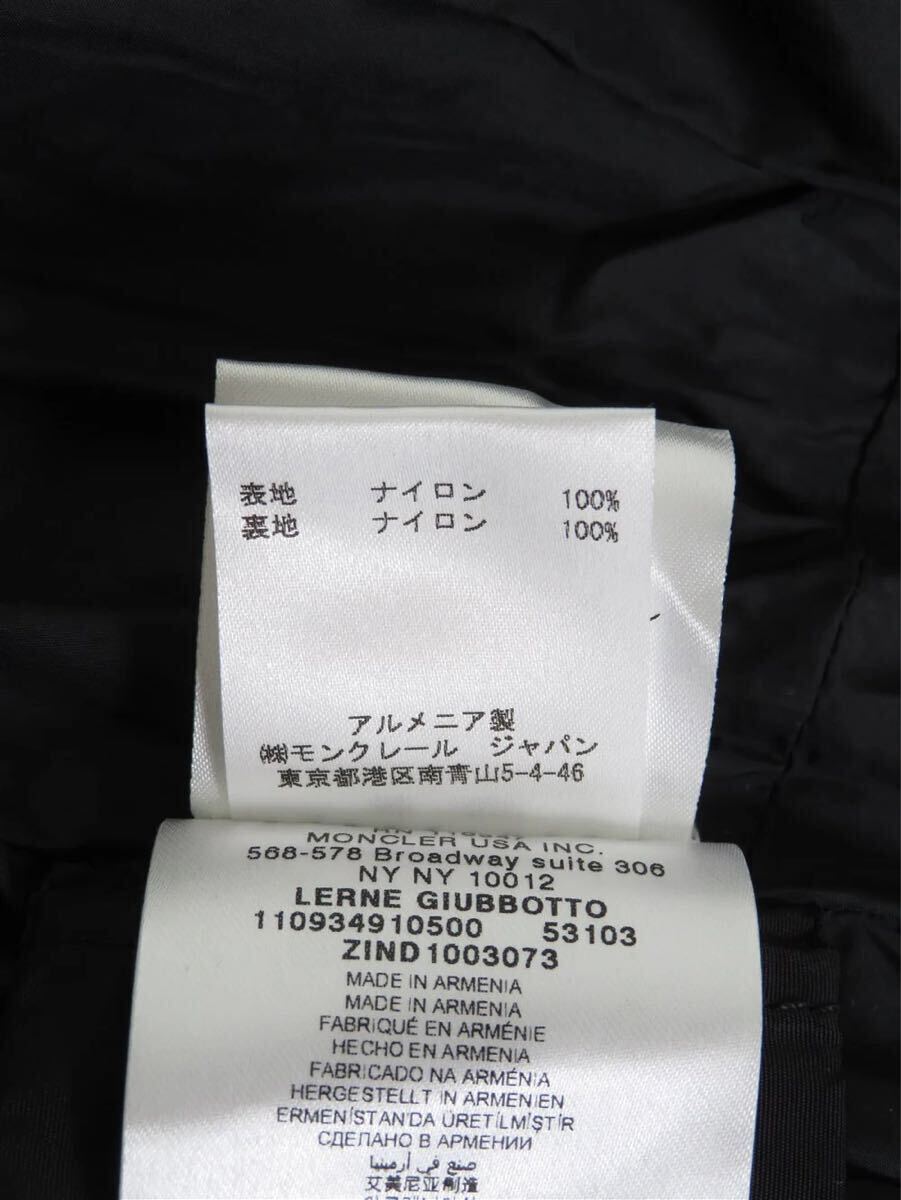 表地 ナイロン 100%
裏地 ナイロン 100%
アルメニア製
㈱モンクレール ジャパン
東京都港区南青山5-4-46
MONCLER USA INC.
568-578 Broadway suite 306
NY NY 10012
LERNE GIUBBOTTO
110934910500 53103
ZIND1003073
MADE IN ARMENIA
MADE IN ARMENIA
FABRIQUÉ EN ARMÉNIE
HECHO EN ARMENIA
FABRICADO NA ARMÉNIA
HERGESTELLT IN ARMENIEN
ERMENİSTAN'DA ÜRETİLMİŞTİR
СДЕЛАНО В АРМЕНИИ
صنع في أرمينيا
艾美尼亚制造